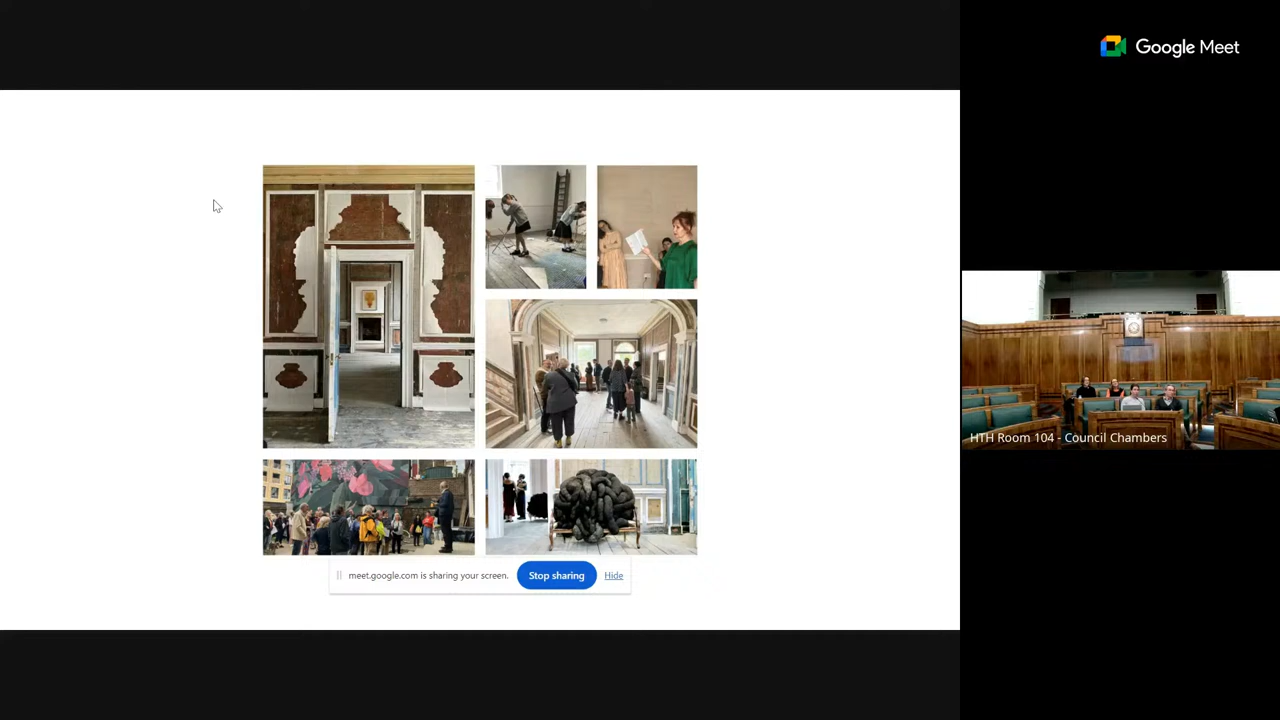 Google Meet
HTH Room 104 - Council Chambers
meet.google.com is sharing your screen.
Stop sharing
Hide